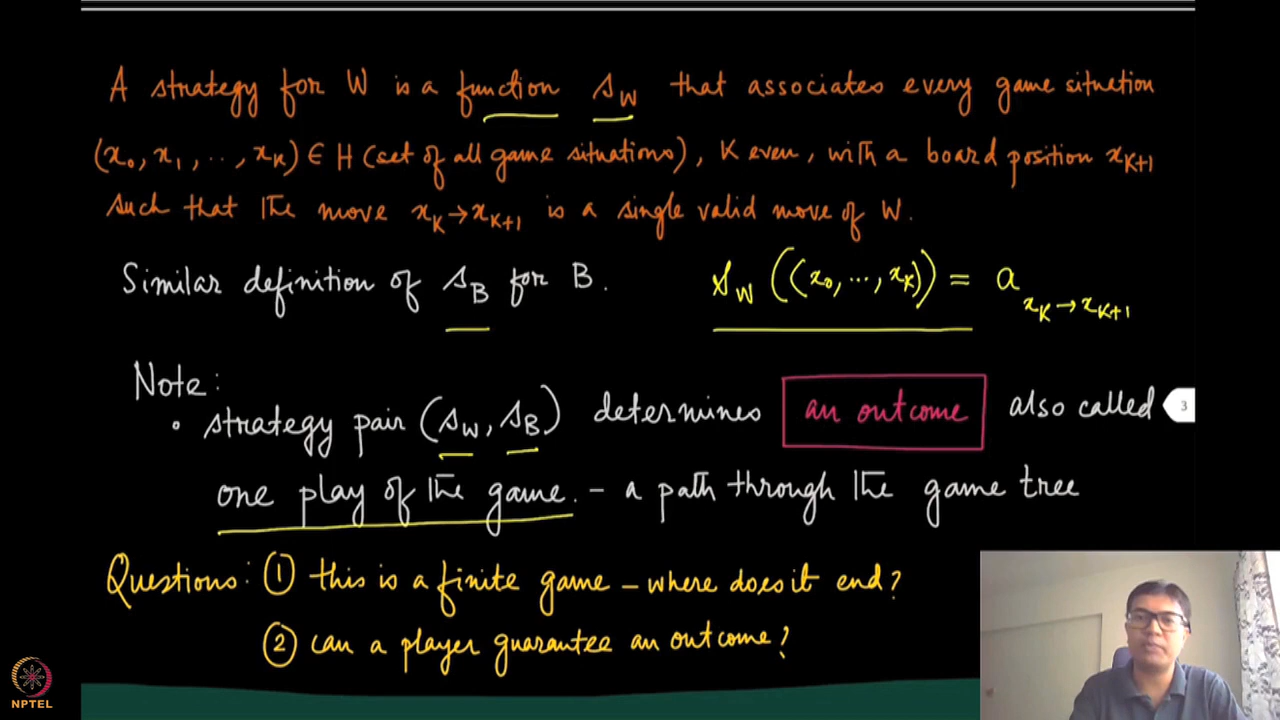 A strategy for W is a function s_W that associates every game situation
(x_0, x_1, .., x_K) ∈ H (set of all game situations), K even, with a board position x_{K+1}
such that the move x_K → x_{K+1} is a single valid move of W.
Similar definition of s_B for B. s_W ((x_0, ..., x_K)) = a_{x_K → x_{K+1}}
Note:
• strategy pair (s_W, s_B) determines an outcome also called
3
one play of the game. - a path through the game tree
Questions: ① this is a finite game – where does it end?
② can a player guarantee an outcome?
NPTEL